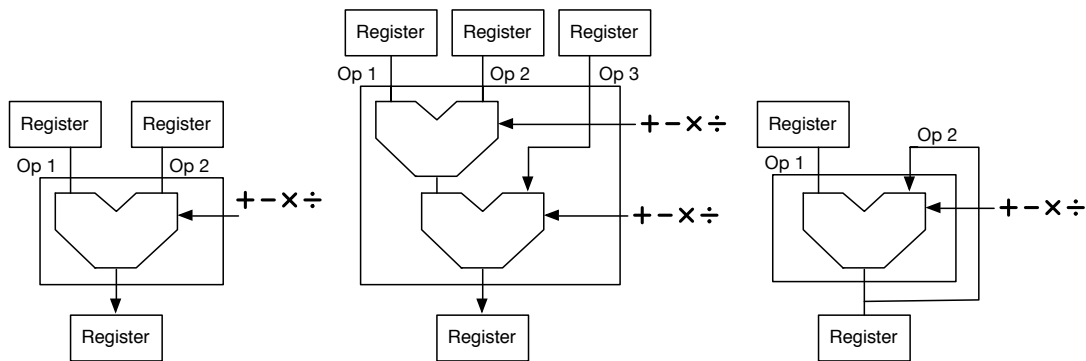 Register Register Register
Op 1 Op 2 Op 3
Register Register + − × ÷ Register
Op 1 Op 2 Op 1 Op 2
+ − × ÷ + − × ÷ + − × ÷
Register Register Register